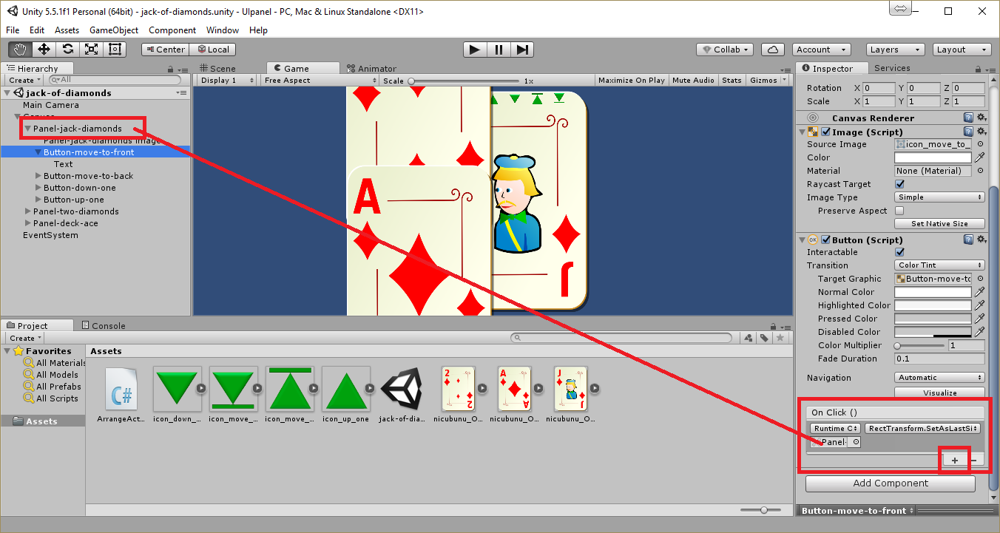 Unity 5.5.1f1 Personal (64bit) - jack-of-diamonds.unity - UIpanel - PC, Mac & Linux Standalone <DX11>
File Edit Assets GameObject Component Window Help
Center Local Collab Account Layers Layout
Hierarchy
Create All
jack-of-diamonds
Main Camera
Canvas
Panel-jack-diamonds
Panel-jack-diamonds image
Button-move-to-front
Text
Button-move-to-back
Button-down-one
Button-up-one
Panel-two-diamonds
Panel-deck-ace
EventSystem
Scene Game Animator
Display 1 Free Aspect Scale 1x Maximize On Play Mute Audio Stats Gizmos
A
J
Inspector Services
Rotation X 0 Y 0 Z 0
Scale X 1 Y 1 Z 1
Canvas Renderer
Image (Script)
Source Image icon_move_to_
Color
Material None (Material)
Raycast Target
Image Type Simple
Preserve Aspect
Set Native Size
OK Button (Script)
Interactable
Transition Color Tint
Target Graphic Button-move-to
Normal Color
Highlighted Color
Pressed Color
Disabled Color
Color Multiplier 1
Fade Duration 0.1
Navigation Automatic
Visualize
On Click ()
Runtime C RectTransform.SetAsLastSi
Panel-
+ −
Add Component
Button-move-to-front
Project Console
Create
Favorites
All Materials
All Models
All Prefabs
All Scripts
Assets
Assets
C#
2 2
A A
J J
ArrangeAct... icon_down_... icon_move_... icon_move_... icon_up_one jack-of-dia... nicubunu_O... nicubunu_O... nicubunu_O...